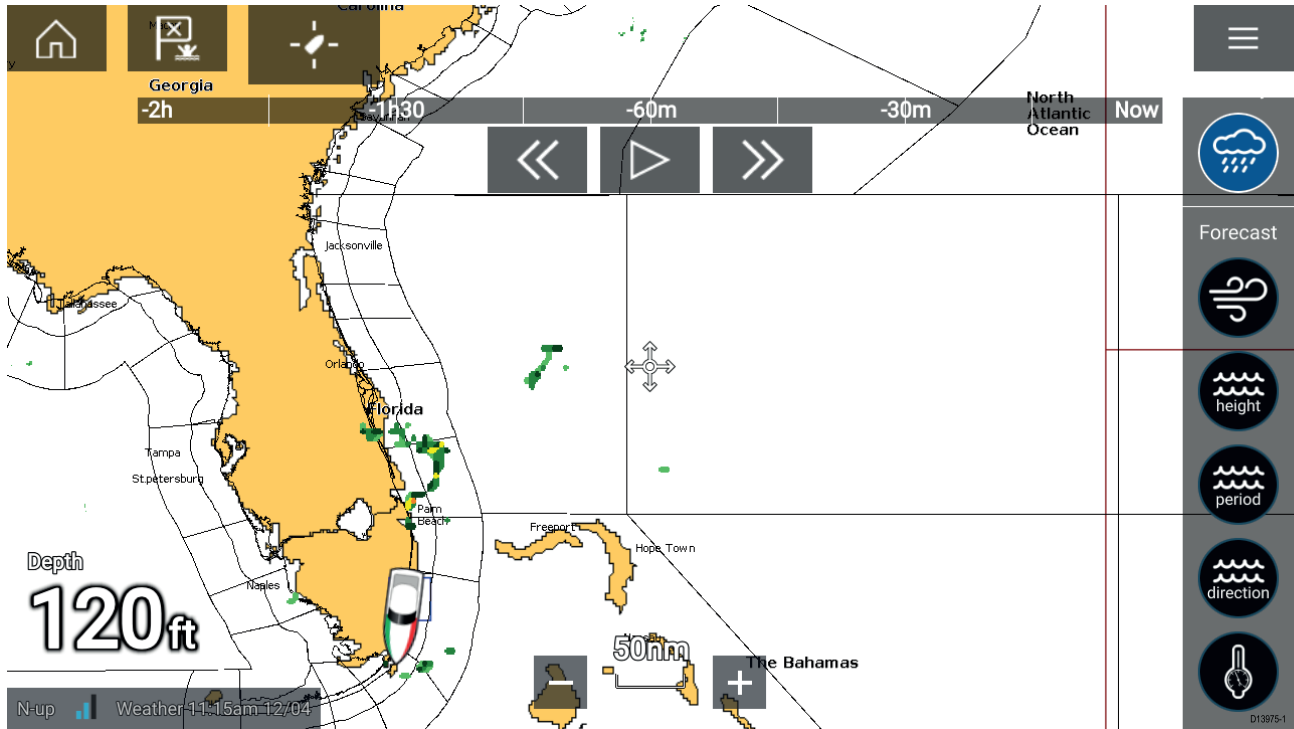 Carolina
Georgia
-2h
-1h30
-60m
-30m
Now
North
Atlantic
Ocean
Forecast
Jacksonville
Tallahassee
Orlando
height
Florida
Tampa
St.petersburg
period
Palm
Beach
Freeport
Hope Town
Depth
120ft
Naples
direction
50nm
The Bahamas
N-up
Weather 11:15am 12/04
D13975-1